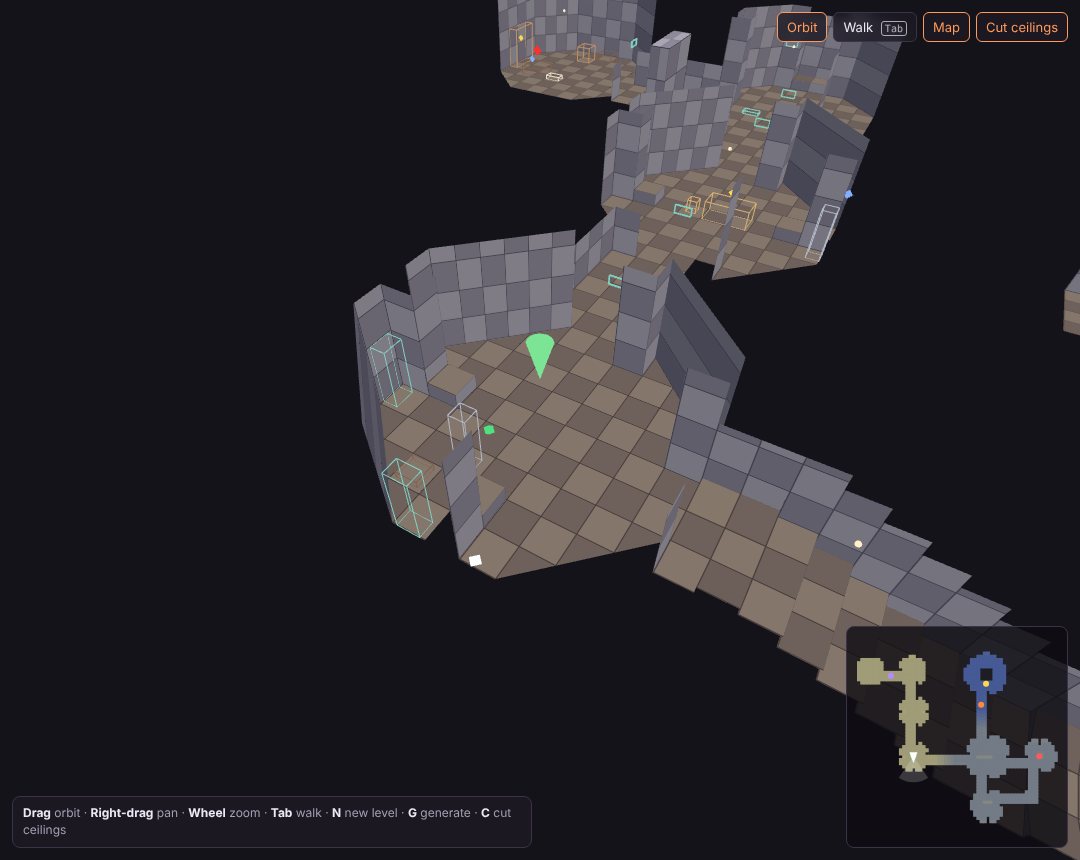 Orbit
Walk Tab
Map
Cut ceilings
Drag orbit · Right-drag pan · Wheel zoom · Tab walk · N new level · G generate · C cut
ceilings